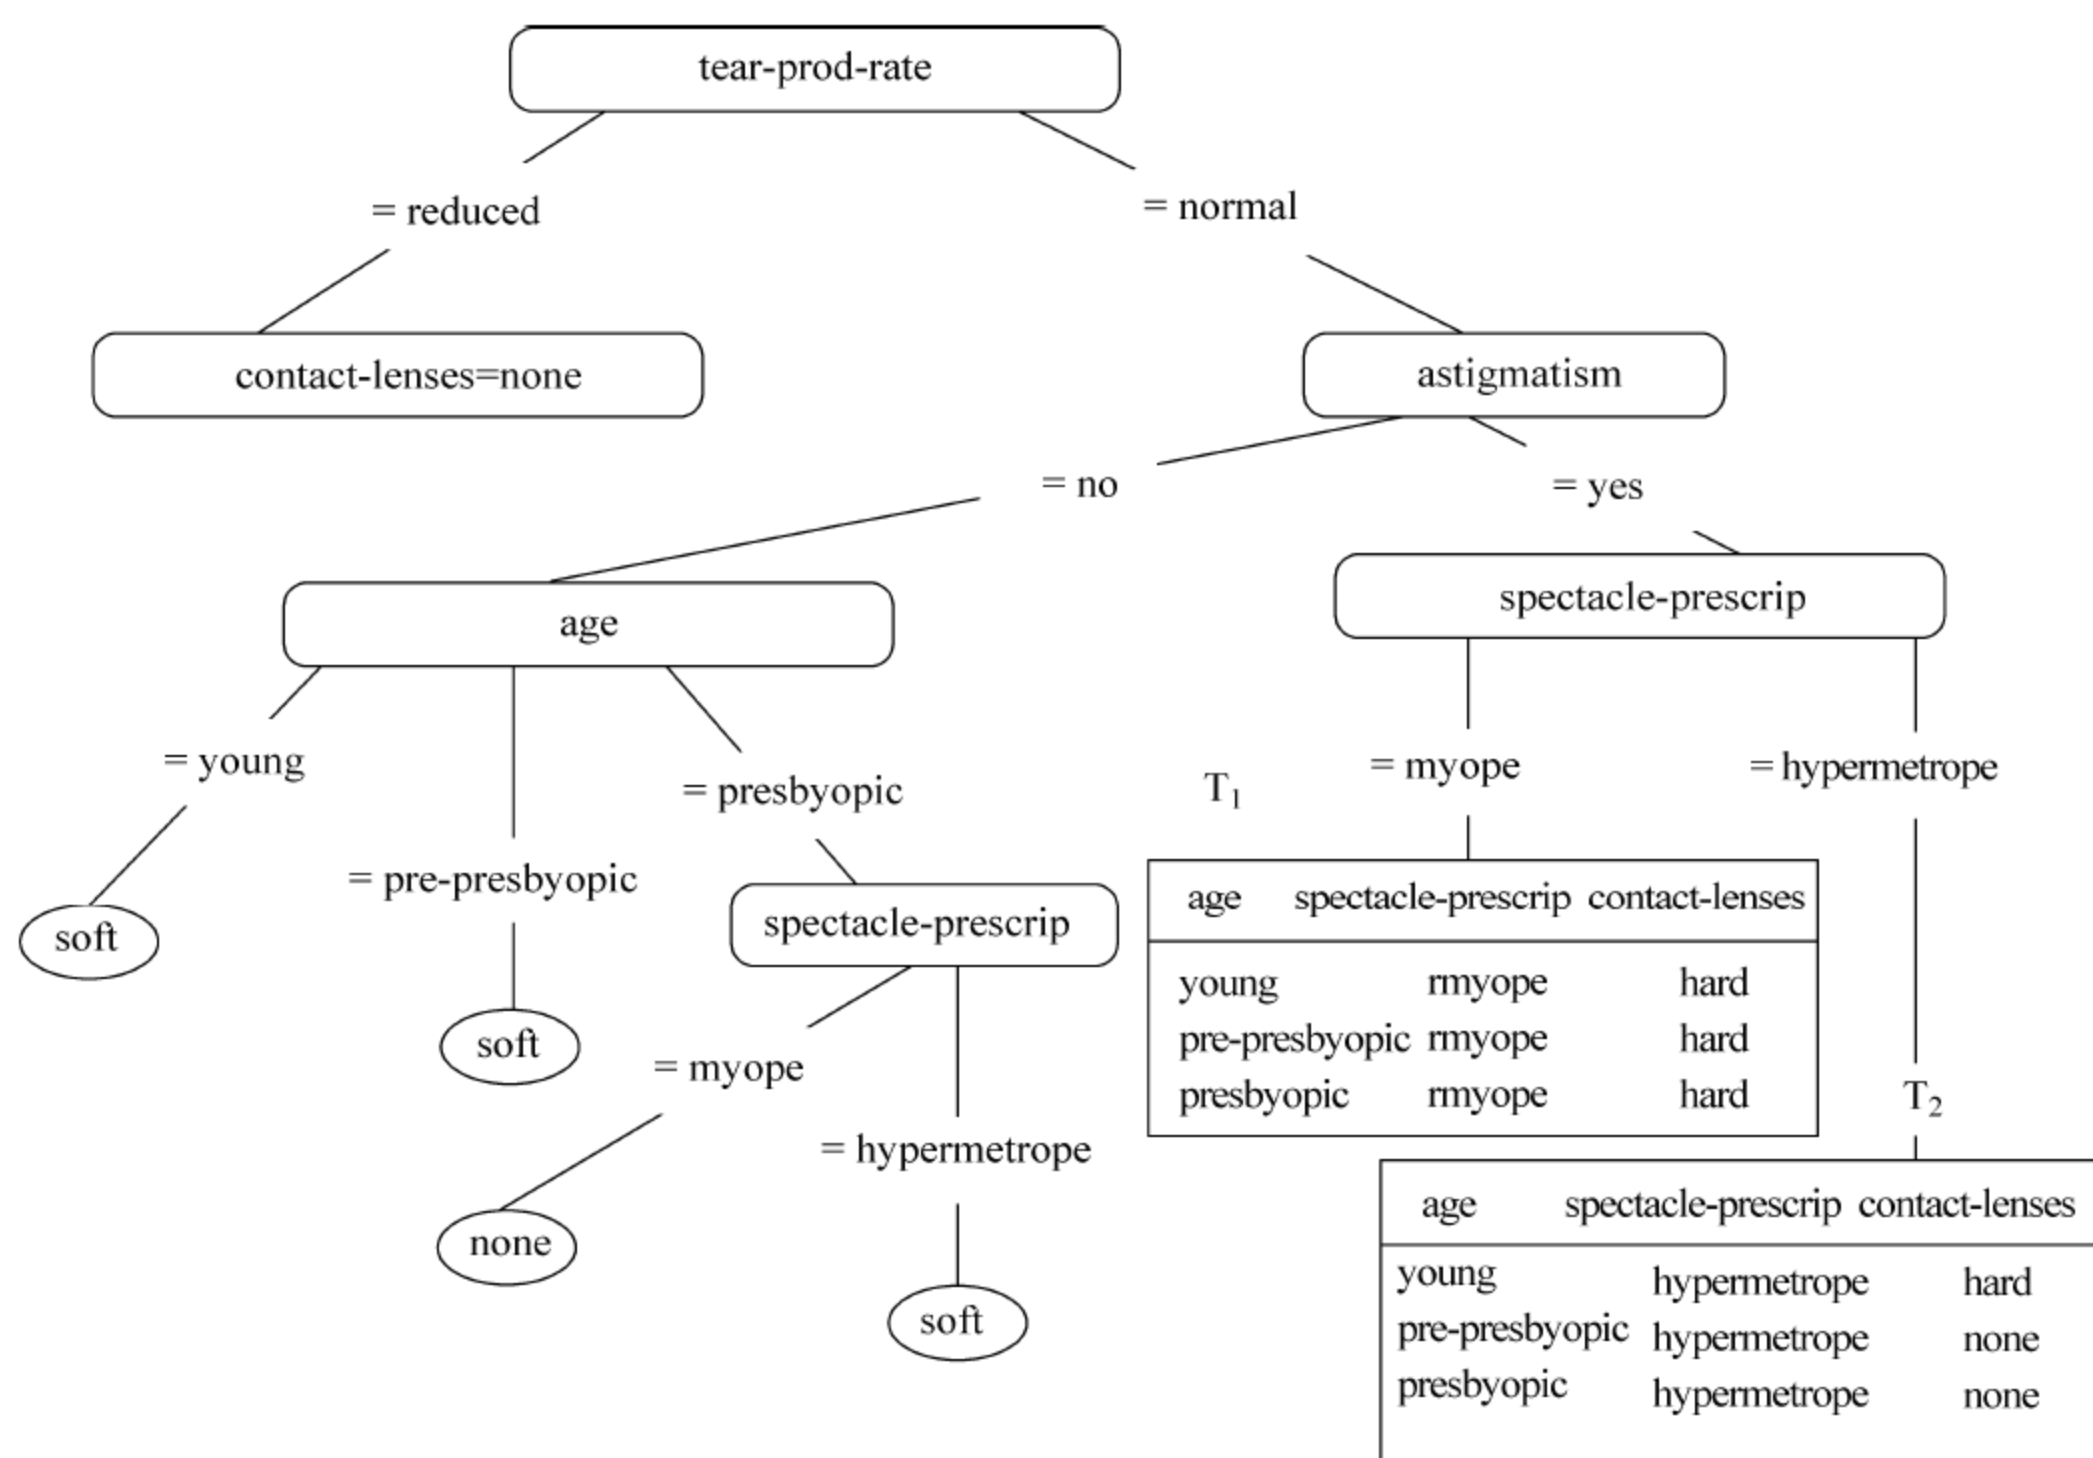 tear-prod-rate
= reduced
= normal
contact-lenses=none
astigmatism
= no
= yes
age
spectacle-prescrip
= young
= pre-presbyopic
= presbyopic
= myope
= hypermetrope
soft
soft
spectacle-prescrip
= myope
= hypermetrope
none
soft
T1
age spectacle-prescrip contact-lenses
young rmyope hard
pre-presbyopic rmyope hard
presbyopic rmyope hard
T2
age spectacle-prescrip contact-lenses
young hypermetrope hard
pre-presbyopic hypermetrope none
presbyopic hypermetrope none